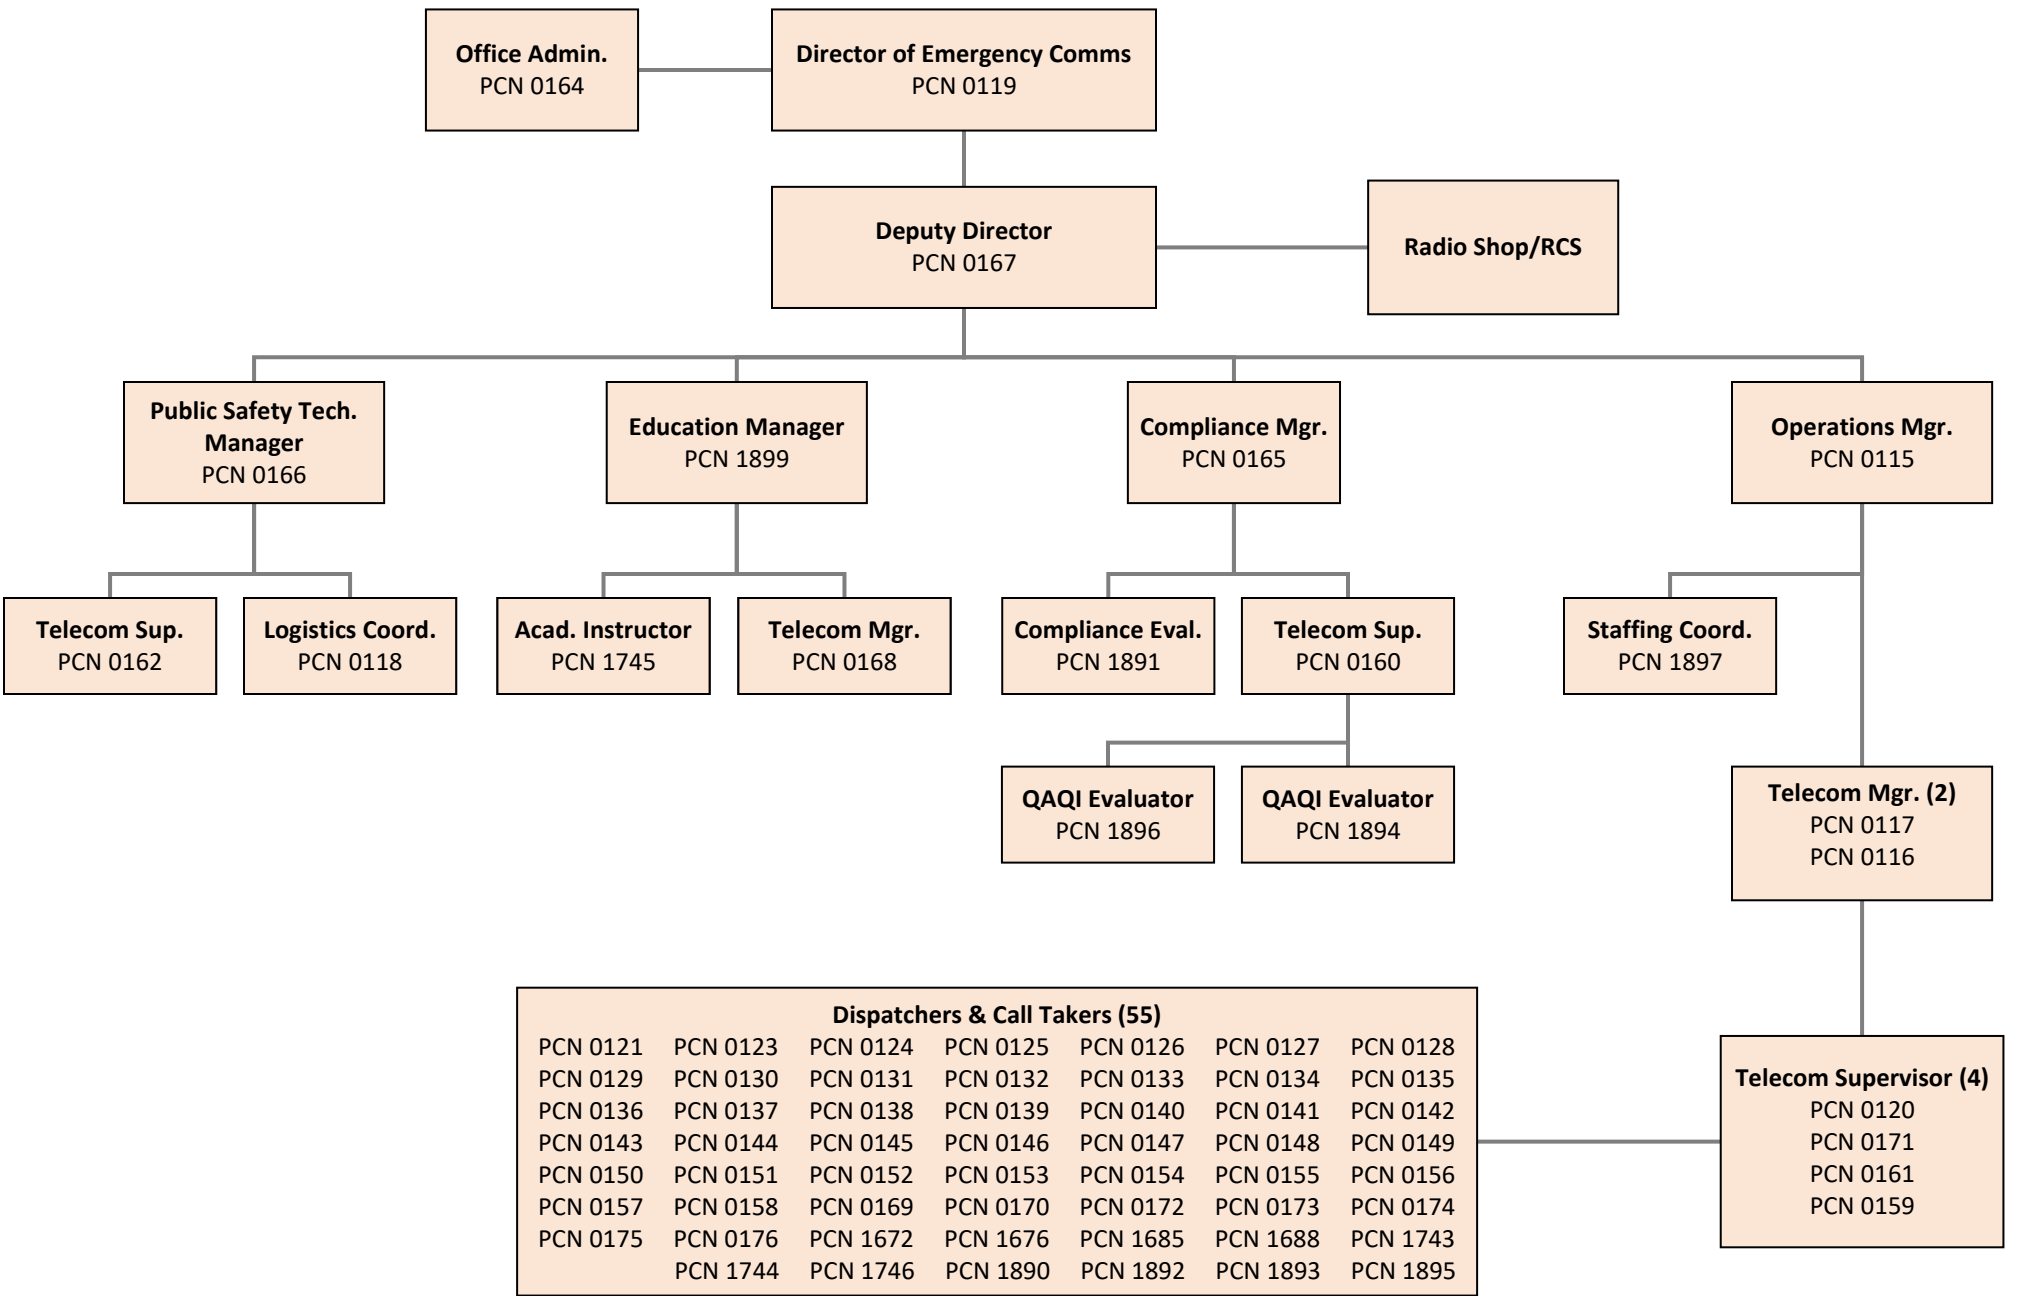 Office Admin.
PCN 0164
Director of Emergency Comms
PCN 0119
Deputy Director
PCN 0167
Radio Shop/RCS
Public Safety Tech.
Manager
PCN 0166
Education Manager
PCN 1899
Compliance Mgr.
PCN 0165
Operations Mgr.
PCN 0115
Telecom Sup.
PCN 0162
Logistics Coord.
PCN 0118
Acad. Instructor
PCN 1745
Telecom Mgr.
PCN 0168
Compliance Eval.
PCN 1891
Telecom Sup.
PCN 0160
Staffing Coord.
PCN 1897
QAQI Evaluator
PCN 1896
QAQI Evaluator
PCN 1894
Telecom Mgr. (2)
PCN 0117
PCN 0116
Dispatchers & Call Takers (55)
PCN 0121 PCN 0123 PCN 0124 PCN 0125 PCN 0126 PCN 0127 PCN 0128
PCN 0129 PCN 0130 PCN 0131 PCN 0132 PCN 0133 PCN 0134 PCN 0135
PCN 0136 PCN 0137 PCN 0138 PCN 0139 PCN 0140 PCN 0141 PCN 0142
PCN 0143 PCN 0144 PCN 0145 PCN 0146 PCN 0147 PCN 0148 PCN 0149
PCN 0150 PCN 0151 PCN 0152 PCN 0153 PCN 0154 PCN 0155 PCN 0156
PCN 0157 PCN 0158 PCN 0169 PCN 0170 PCN 0172 PCN 0173 PCN 0174
PCN 0175 PCN 0176 PCN 1672 PCN 1676 PCN 1685 PCN 1688 PCN 1743
PCN 1744 PCN 1746 PCN 1890 PCN 1892 PCN 1893 PCN 1895
Telecom Supervisor (4)
PCN 0120
PCN 0171
PCN 0161
PCN 0159